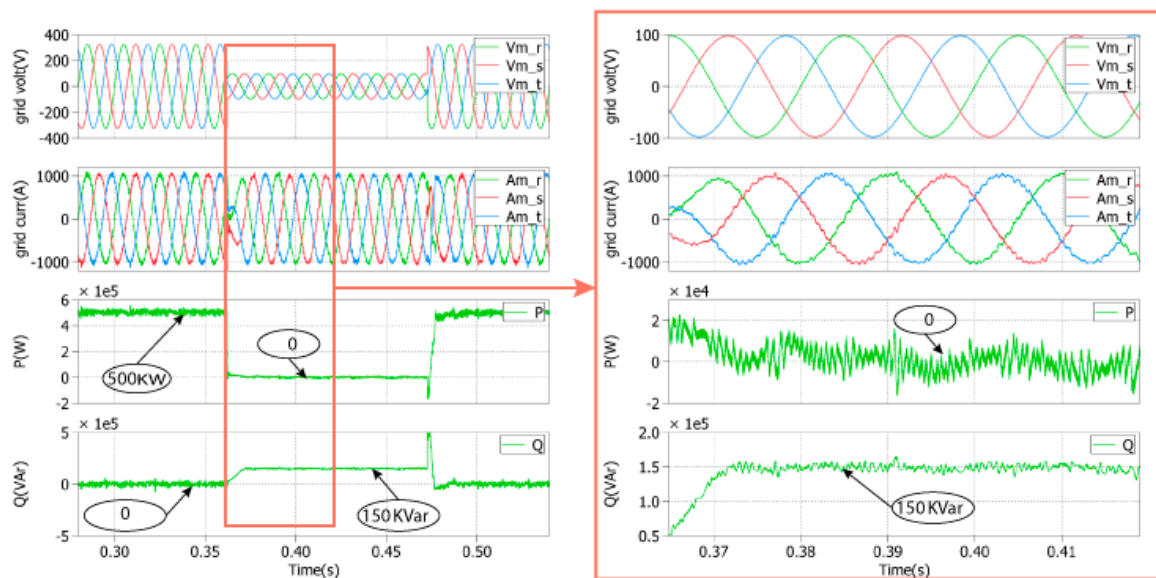 grid volt(V)
400
200
0
-200
-400
Vm_r
Vm_s
Vm_t
grid curr(A)
1000
0
-1000
Am_r
Am_s
Am_t
× 1e5
P(W)
6
4
2
0
-2
P
500KW
0
× 1e5
Q(VAr)
5
0
-5
Q
0
150 KVar
0.30
0.35
0.40
0.45
0.50
Time(s)
grid volt(V)
100
0
-100
Vm_r
Vm_s
Vm_t
grid curr(A)
1000
0
-1000
Am_r
Am_s
Am_t
× 1e4
P(W)
2
0
-2
P
0
× 1e5
Q(VAr)
2.0
1.5
1.0
0.5
Q
150 KVar
0.37
0.38
0.39
0.40
0.41
Time(s)